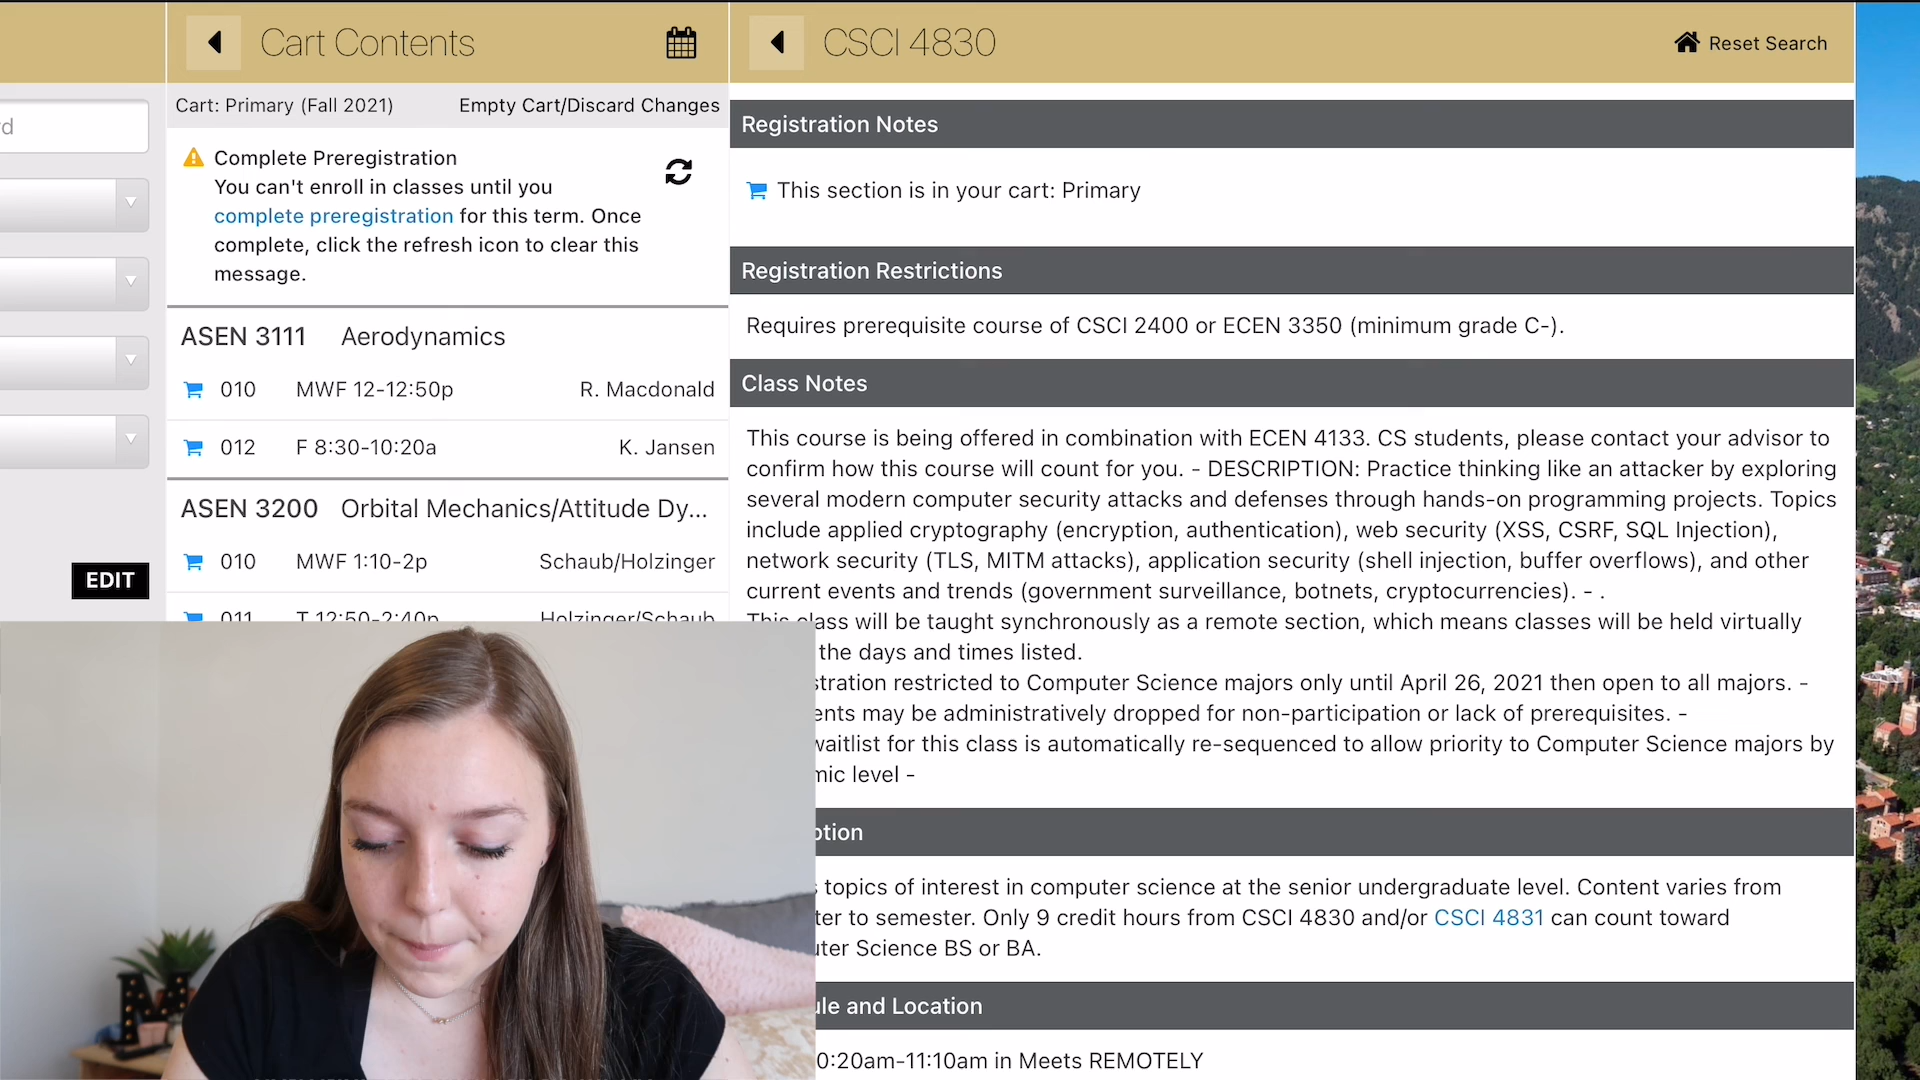 Cart Contents
Cart: Primary (Fall 2021) Empty Cart/Discard Changes
Complete Preregistration
You can't enroll in classes until you
complete preregistration for this term. Once
complete, click the refresh icon to clear this
message.
ASEN 3111 Aerodynamics
010 MWF 12-12:50p R. Macdonald
012 F 8:30-10:20a K. Jansen
ASEN 3200 Orbital Mechanics/Attitude Dy...
010 MWF 1:10-2p Schaub/Holzinger
011 T 12:50-2:40p Holzinger/Schaub
EDIT
CSCI 4830
Reset Search
Registration Notes
This section is in your cart: Primary
Registration Restrictions
Requires prerequisite course of CSCI 2400 or ECEN 3350 (minimum grade C-).
Class Notes
This course is being offered in combination with ECEN 4133. CS students, please contact your advisor to
confirm how this course will count for you. - DESCRIPTION: Practice thinking like an attacker by exploring
several modern computer security attacks and defenses through hands-on programming projects. Topics
include applied cryptography (encryption, authentication), web security (XSS, CSRF, SQL Injection),
network security (TLS, MITM attacks), application security (shell injection, buffer overflows), and other
current events and trends (government surveillance, botnets, cryptocurrencies). - .
This class will be taught synchronously as a remote section, which means classes will be held virtually
the days and times listed.
restricted to Computer Science majors only until April 26, 2021 then open to all majors. -
may be administratively dropped for non-participation or lack of prerequisites. -
waitlist for this class is automatically re-sequenced to allow priority to Computer Science majors by
level -
topics of interest in computer science at the senior undergraduate level. Content varies from
to semester. Only 9 credit hours from CSCI 4830 and/or CSCI 4831 can count toward
Science BS or BA.
and Location
0:20am-11:10am in Meets REMOTELY